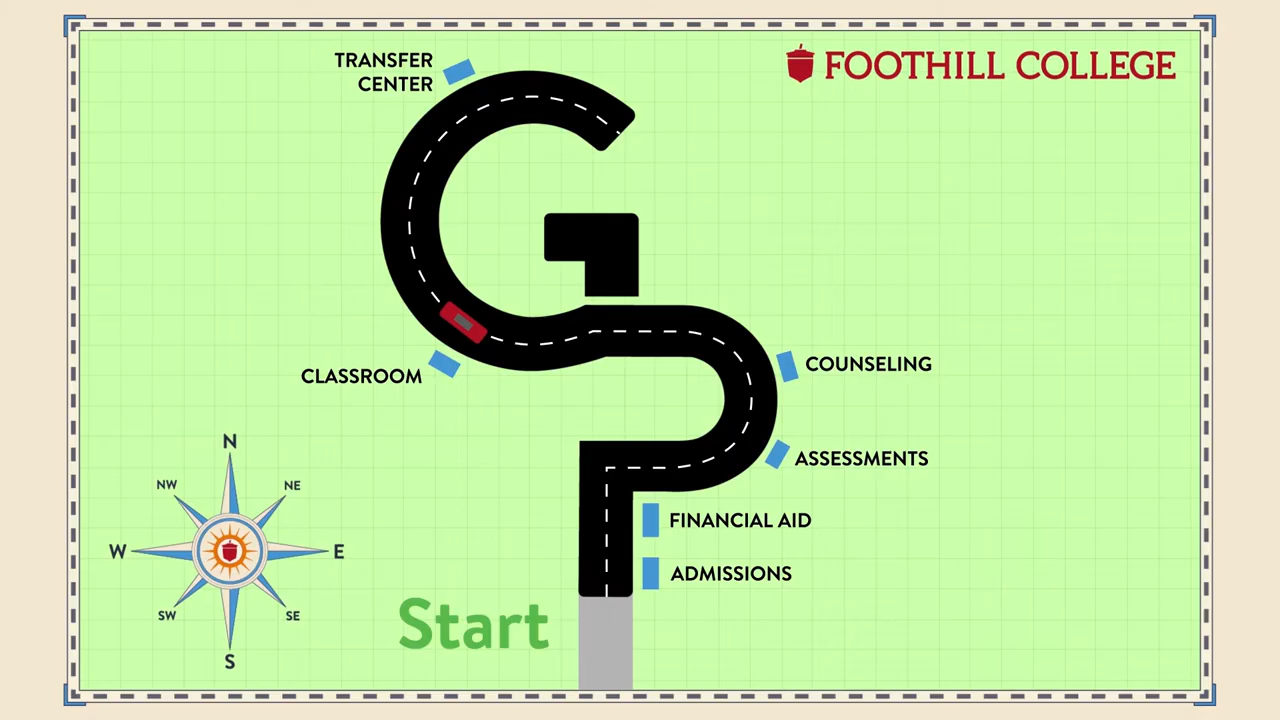 TRANSFER
CENTER
FOOTHILL COLLEGE
CLASSROOM
COUNSELING
ASSESSMENTS
FINANCIAL AID
ADMISSIONS
N
NW
NE
W
E
SW
SE
S
Start